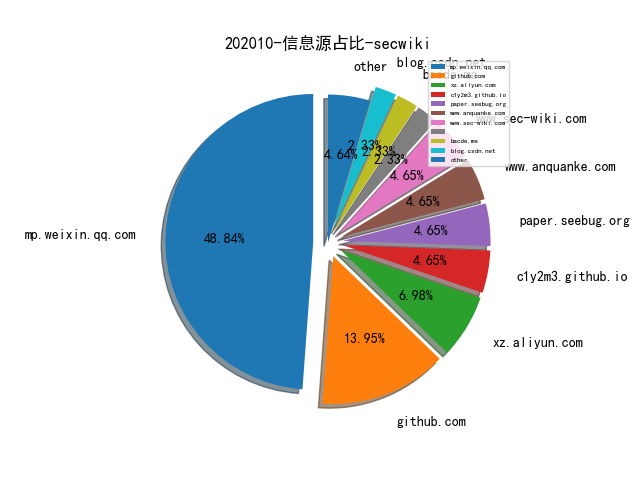 202010-信息源占比-secwiki
mp.weixin.qq.com
github.com
xz.aliyun.com
c1y2m3.github.io
paper.seebug.org
www.anquanke.com
www.sec-wiki.com
blog.csdn.net
other
48.84%
13.95%
6.98%
4.65%
4.65%
4.65%
4.65%
2.33%
2.33%
2.33%
4.64%
mp.weixin.qq.com
github.com
xz.aliyun.com
c1y2m3.github.io
paper.seebug.org
www.anquanke.com
www.sec-wiki.com
bacde.me
blog.csdn.net
other